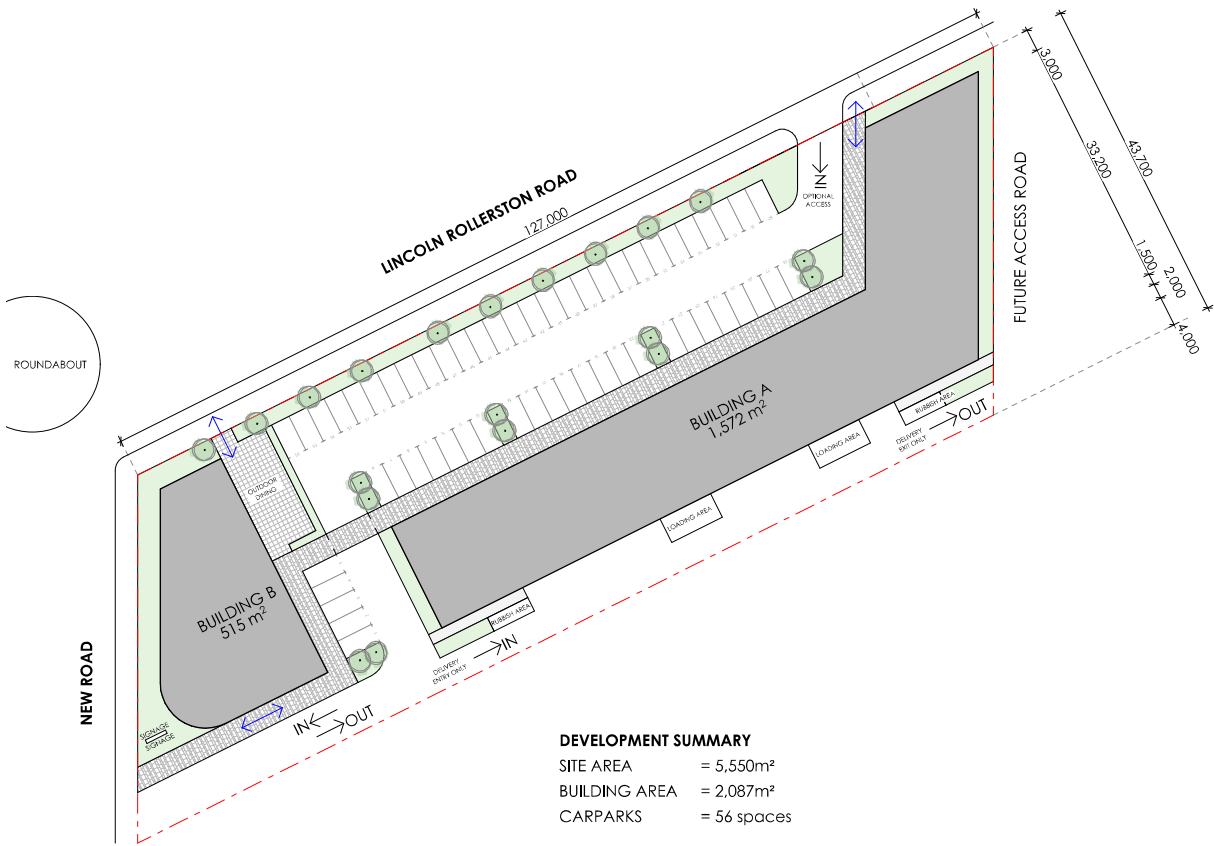 3,000
33,200
43,700
1,500
2,000
4,000
LINCOLN ROLLERSTON ROAD
127,000
IN
OPTIONAL
ACCESS
FUTURE ACCESS ROAD
ROUNDABOUT
BUILDING A
1,572 m²
OUTDOOR
DINING
RUBBISH AREA
OUT
DELIVERY
EXIT ONLY
LOADING AREA
LOADING AREA
BUILDING B
515 m²
RUBBISH AREA
IN
DELIVERY
ENTRY ONLY
NEW ROAD
SIGNAGE
SIGNAGE
IN
OUT
DEVELOPMENT SUMMARY
SITE AREA = 5,550m²
BUILDING AREA = 2,087m²
CARPARKS = 56 spaces